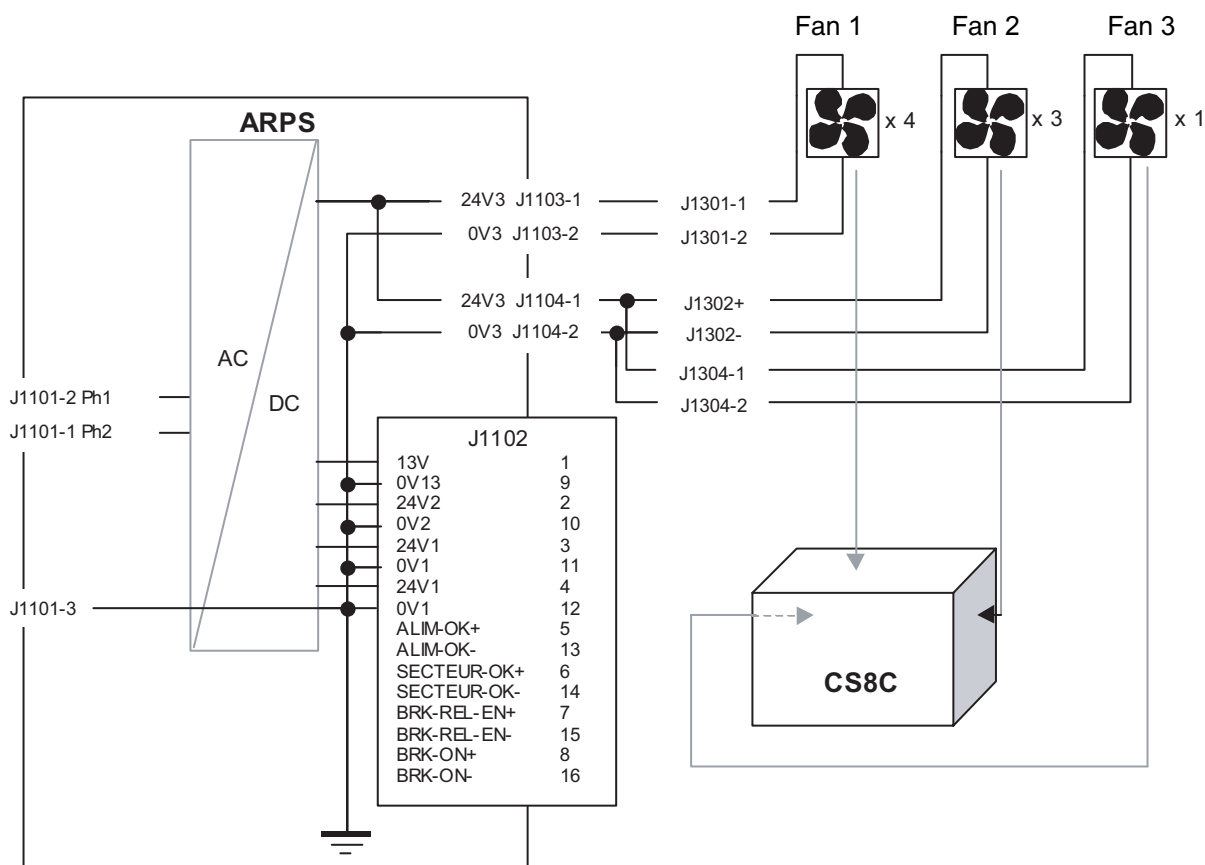 Fan 1 Fan 2 Fan 3
x 4 x 3 x 1
ARPS
24V3 J1103-1 J1301-1
0V3 J1103-2 J1301-2
24V3 J1104-1 J1302+
0V3 J1104-2 J1302-
J1304-1
J1304-2
AC
DC
J1101-2 Ph1
J1101-1 Ph2
J1101-3
J1102
13V 1
0V13 9
24V2 2
0V2 10
24V1 3
0V1 11
24V1 4
0V1 12
ALIM-OK+ 5
ALIM-OK- 13
SECTEUR-OK+ 6
SECTEUR-OK- 14
BRK-REL-EN+ 7
BRK-REL-EN- 15
BRK-ON+ 8
BRK-ON- 16
CS8C